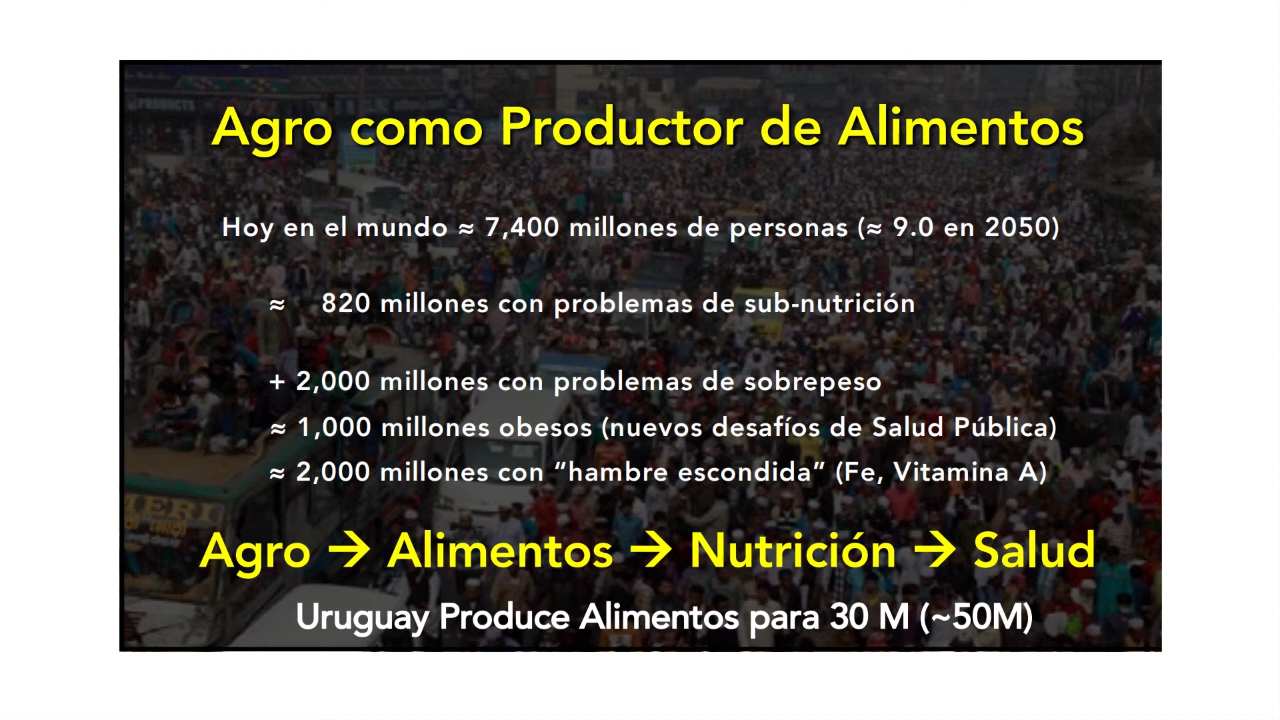 PRODUCTS
Agro como Productor de Alimentos
Hoy en el mundo ≈ 7,400 millones de personas (≈ 9.0 en 2050)
≈ 820 millones con problemas de sub-nutrición
+ 2,000 millones con problemas de sobrepeso
≈ 1,000 millones obesos (nuevos desafíos de Salud Pública)
≈ 2,000 millones con “hambre escondida” (Fe, Vitamina A)
Agro → Alimentos → Nutrición → Salud
Uruguay Produce Alimentos para 30 M (~50M)